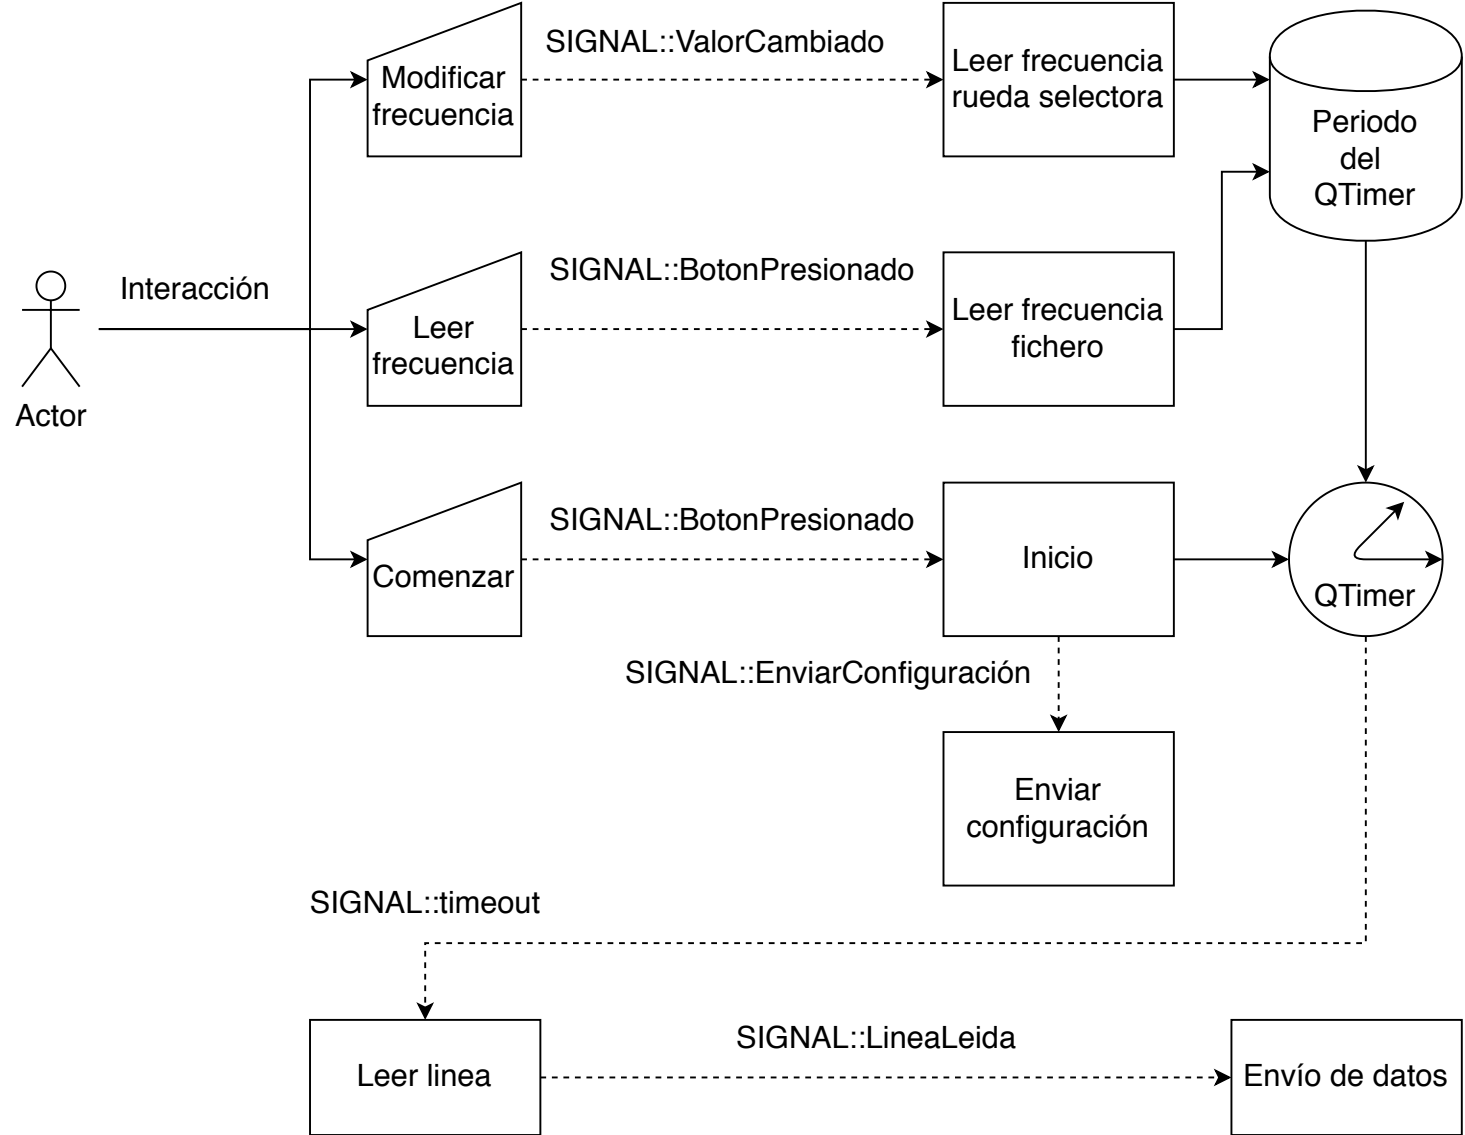 SIGNAL::ValorCambiado
Modificar
frecuencia
Leer frecuencia
rueda selectora
Periodo
del
QTimer
Interacción
Actor
SIGNAL::BotonPresionado
Leer
frecuencia
Leer frecuencia
fichero
SIGNAL::BotonPresionado
Comenzar
Inicio
QTimer
SIGNAL::EnviarConfiguración
Enviar
configuración
SIGNAL::timeout
Leer linea
SIGNAL::LineaLeida
Envío de datos